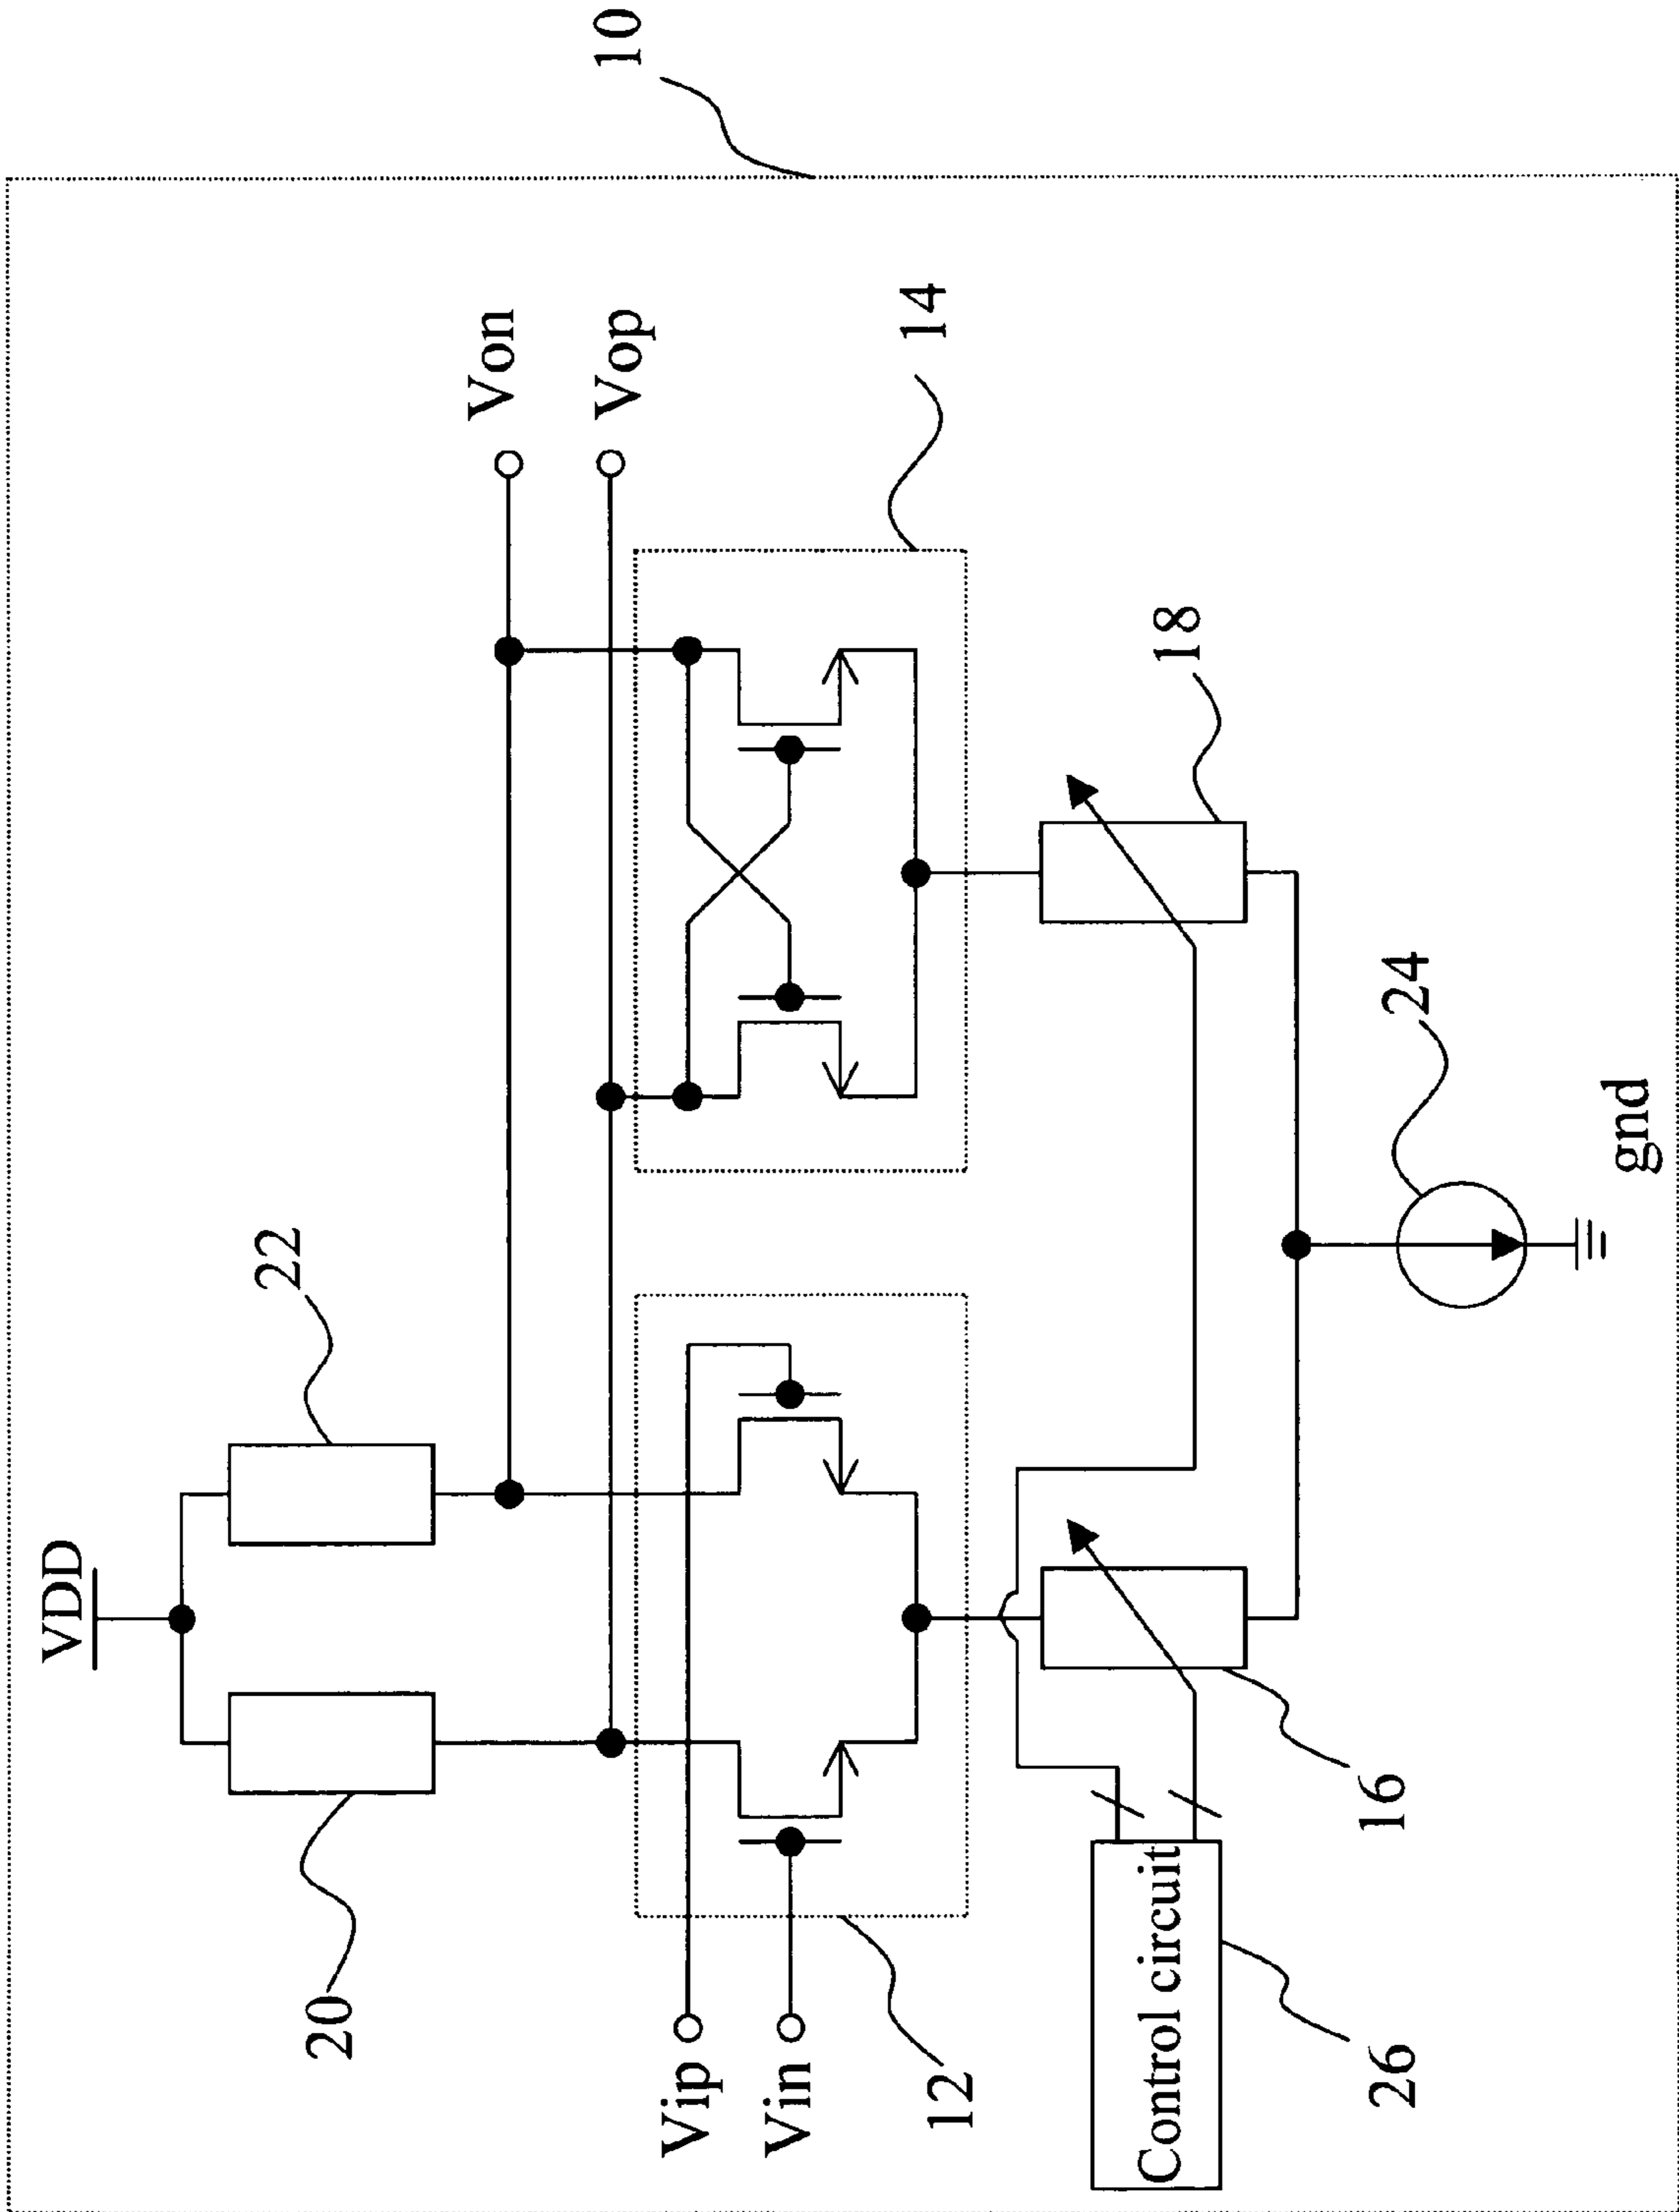 10
VDD
20
22
Von
Vop
Vip
Vin
12
14
Control circuit
26
16
18
24
gnd